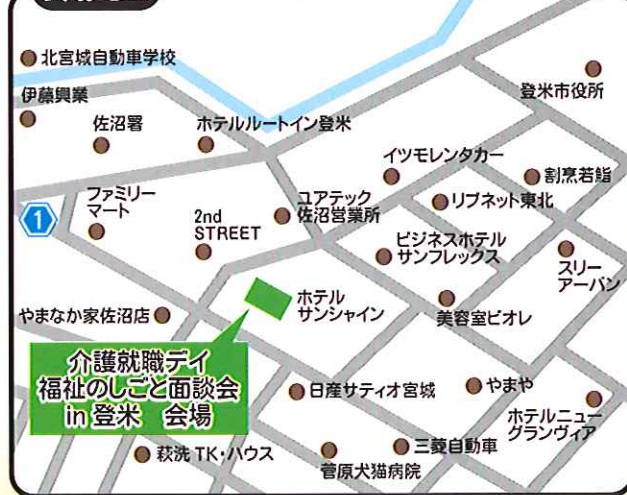 北宮城自動車学校
伊藤興業
佐沼署
ホテルルートイン登米
登米市役所
イツモレンタカー
割烹若鮨
ファミリー
マート
1
2nd
STREET
ユアテック
佐沼営業所
リブネット東北
ビジネスホテル
サンフレックス
スリー
アーバン
ホテル
サンシャイン
美容室ビオレ
やまなか家佐沼店
介護就職デイ
福祉のしごと面談会
in 登米 会場
日産サティオ宮城
やまや
ホテルニュー
グランヴィア
萩洗 TK・ハウス
菅原犬猫病院
三菱自動車